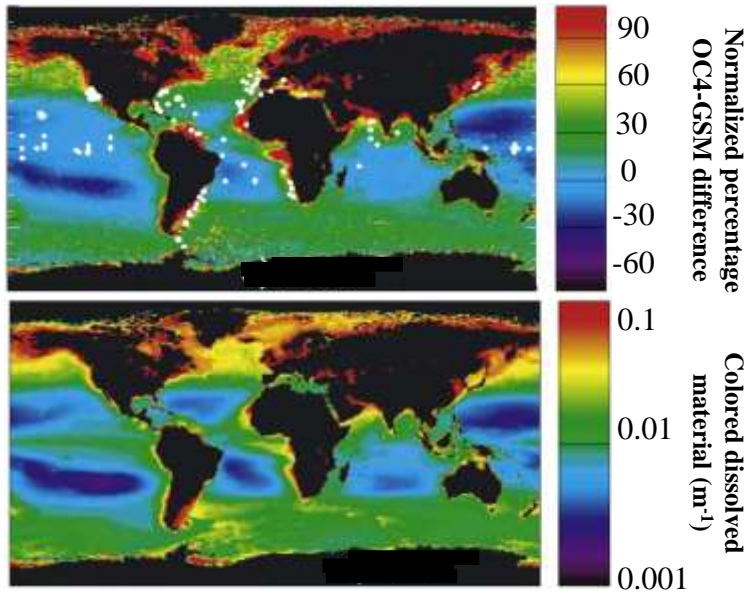 90
60
30
0
-30
-60
Normalized percentage
OC4-GSM difference
0.1
0.01
0.001
Colored dissolved
material (m-1)